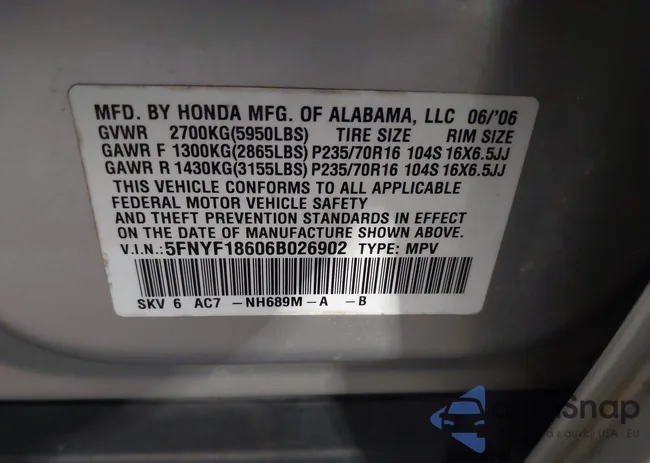 MFD. BY HONDA MFG. OF ALABAMA, LLC 06/'06
GVWR 2700KG(5950LBS) TIRE SIZE RIM SIZE
GAWR F 1300KG(2865LBS) P235/70R16 104S 16X6.5JJ
GAWR R 1430KG(3155LBS) P235/70R16 104S 16X6.5JJ
THIS VEHICLE CONFORMS TO ALL APPLICABLE
FEDERAL MOTOR VEHICLE SAFETY
AND THEFT PREVENTION STANDARDS IN EFFECT
ON THE DATE OF MANUFACTURE SHOWN ABOVE.
V.I.N.: 5FNYF18606B026902 TYPE: MPV
SKV 6 AC7 -NH689M-A -B
Snap
USA EU